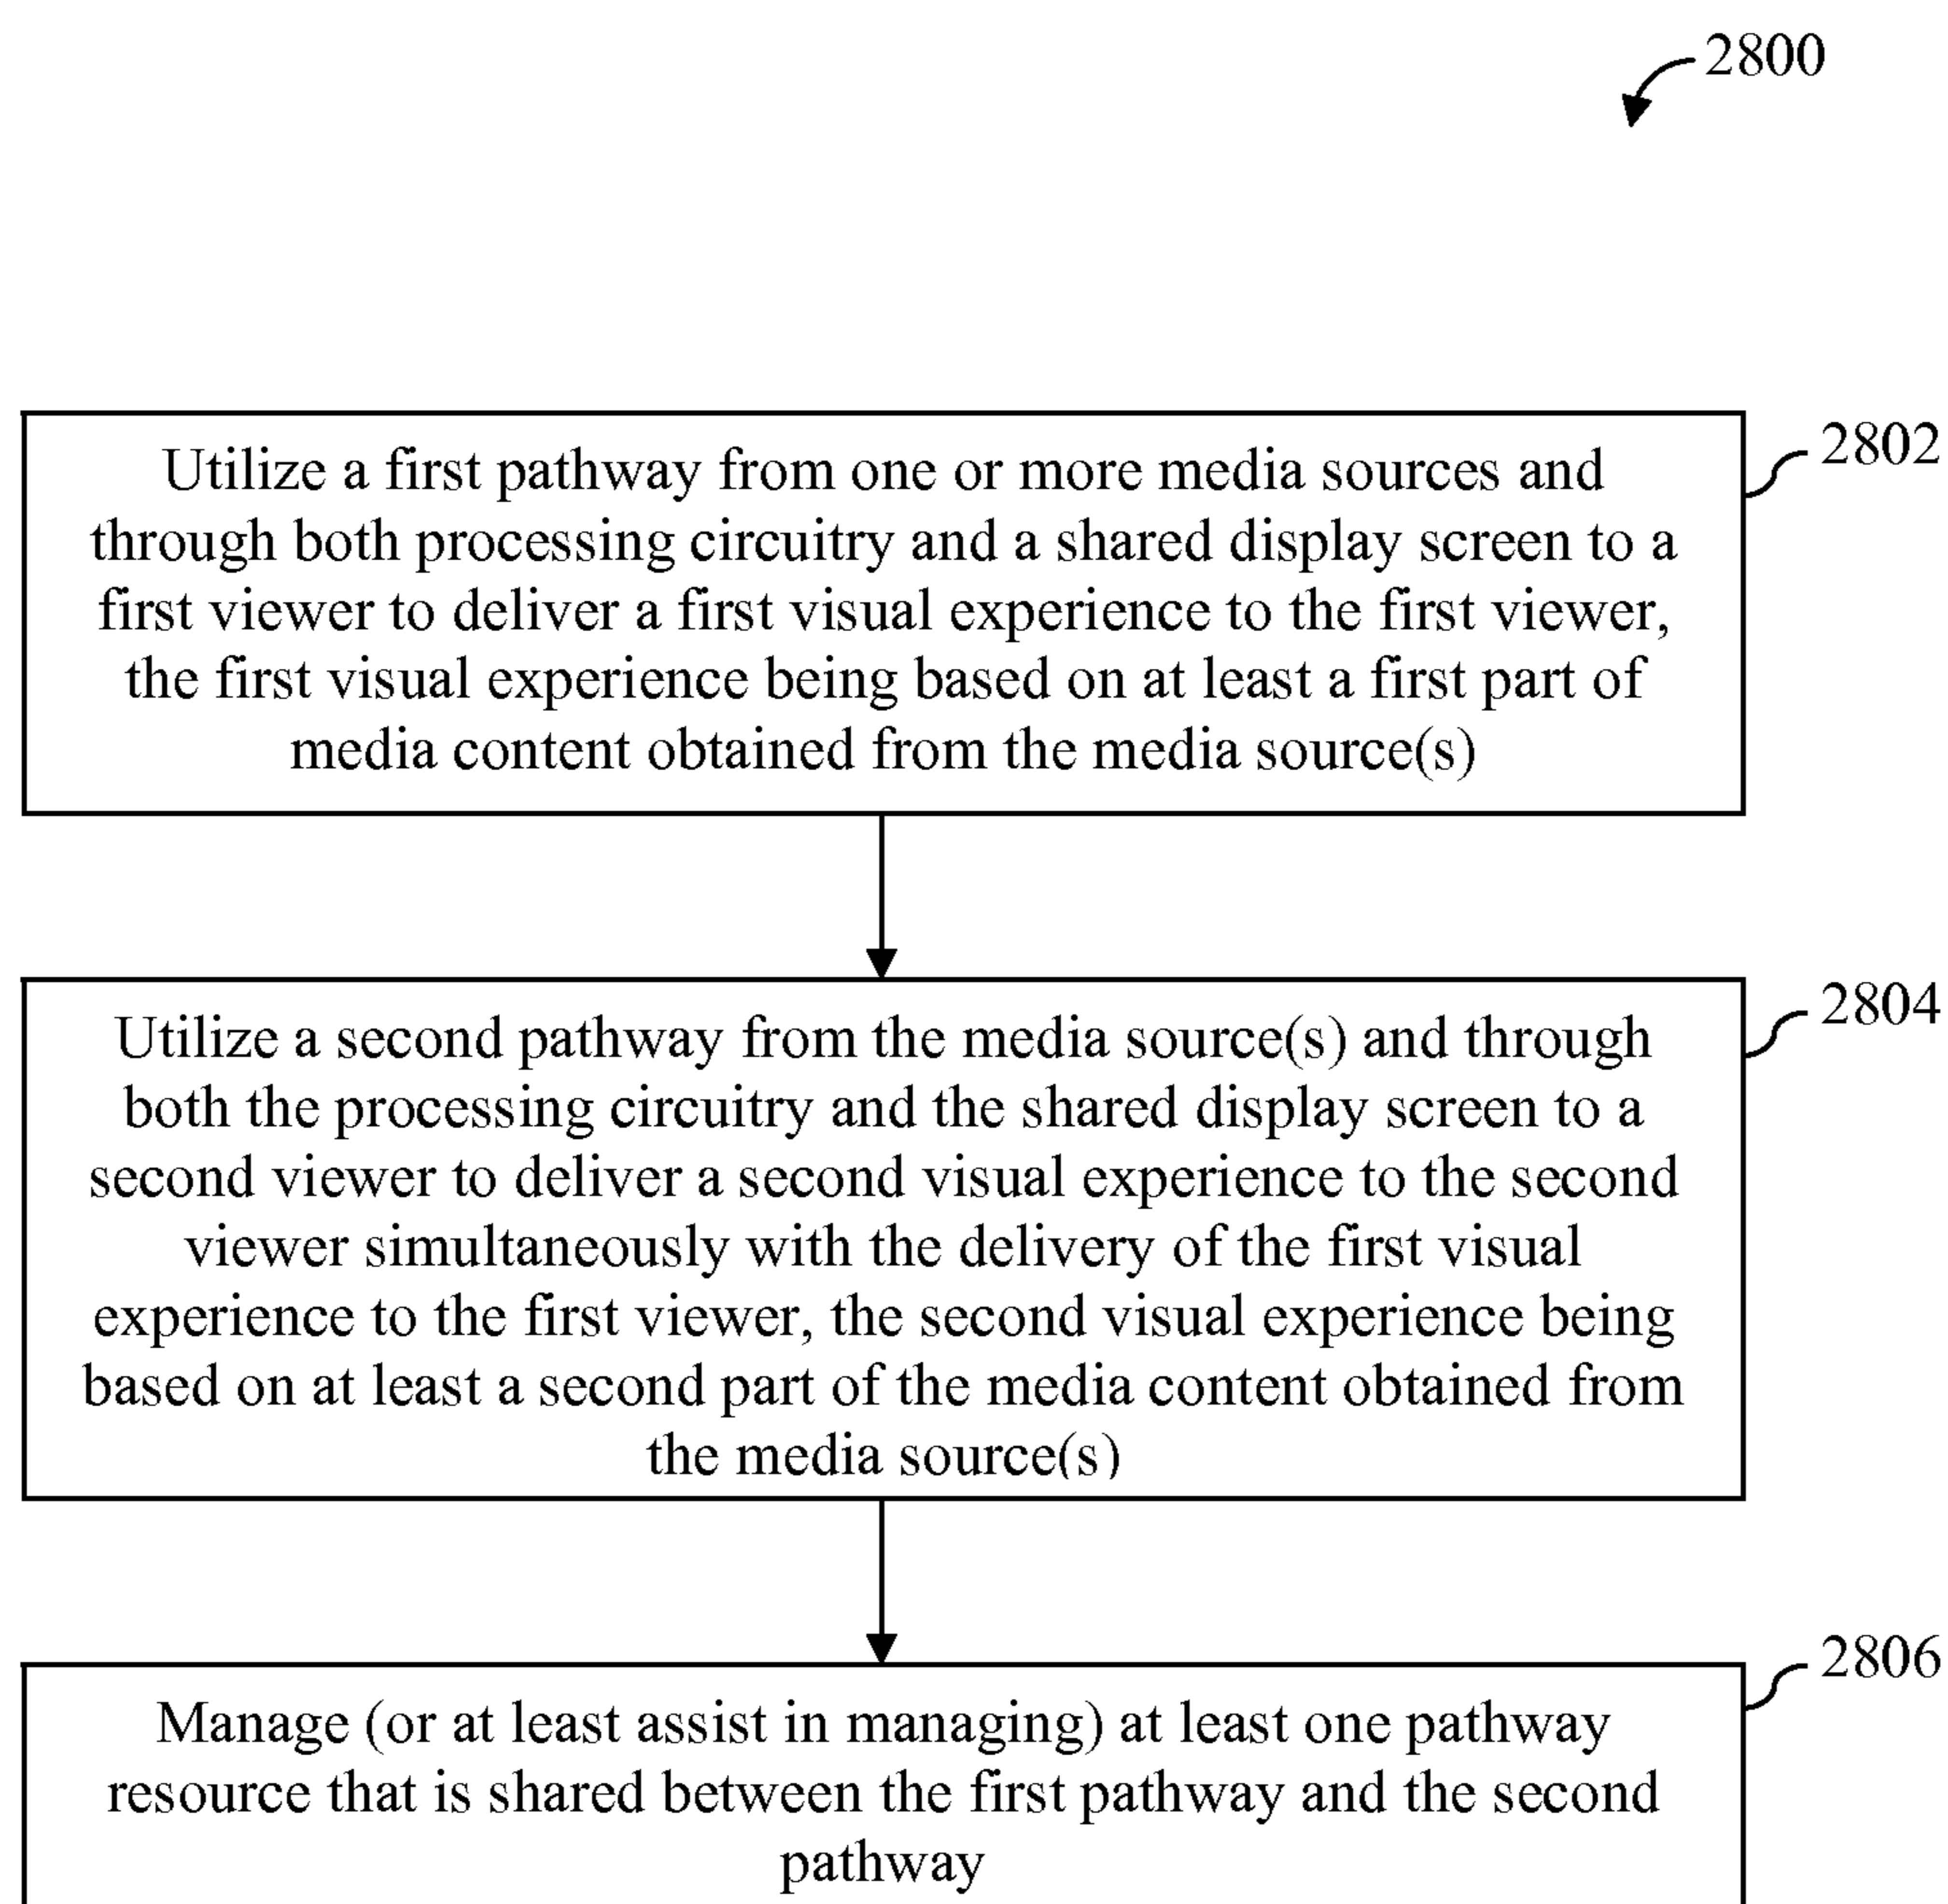 2800
2802
Utilize a first pathway from one or more media sources and
through both processing circuitry and a shared display screen to a
first viewer to deliver a first visual experience to the first viewer,
the first visual experience being based on at least a first part of
media content obtained from the media source(s)
2804
Utilize a second pathway from the media source(s) and through
both the processing circuitry and the shared display screen to a
second viewer to deliver a second visual experience to the second
viewer simultaneously with the delivery of the first visual
experience to the first viewer, the second visual experience being
based on at least a second part of the media content obtained from
the media source(s)
2806
Manage (or at least assist in managing) at least one pathway
resource that is shared between the first pathway and the second
pathway